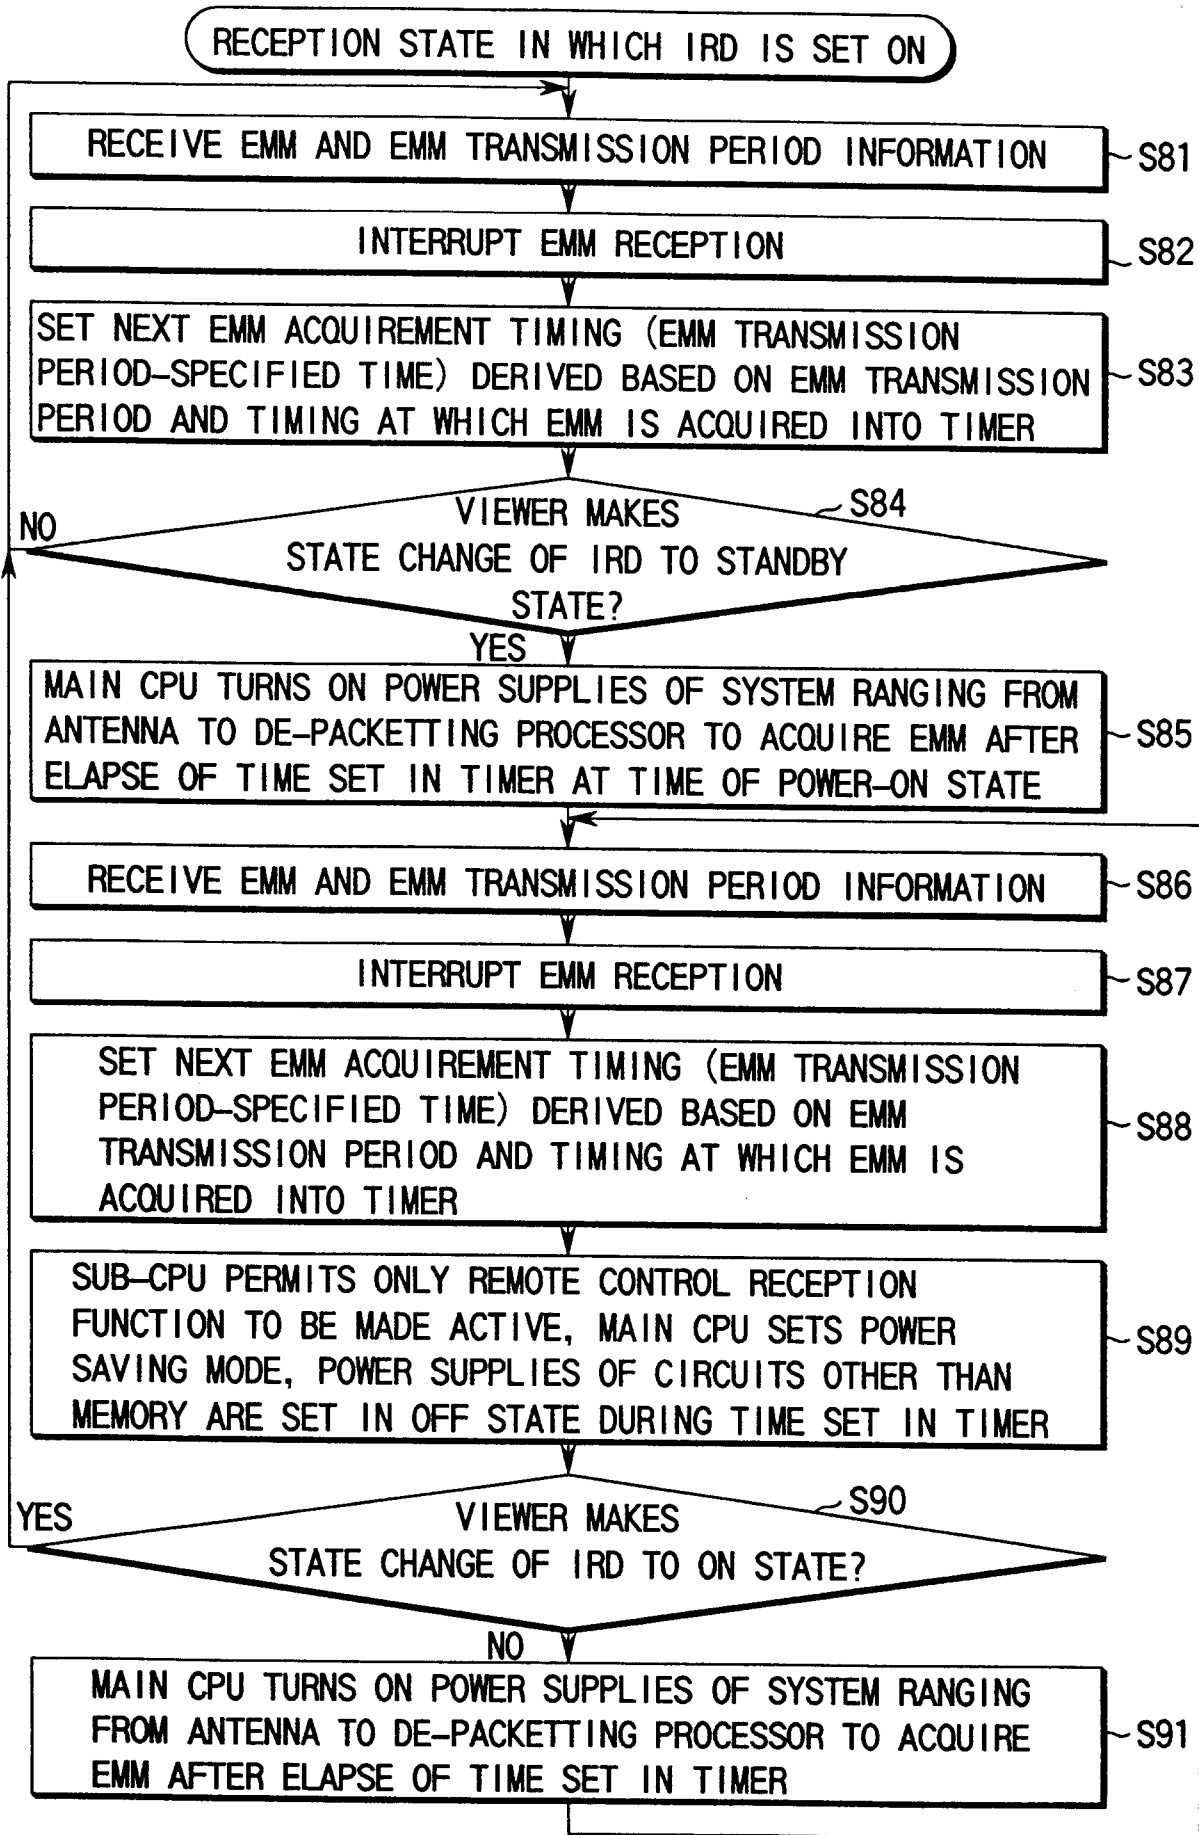 RECEPTION STATE IN WHICH IRD IS SET ON
RECEIVE EMM AND EMM TRANSMISSION PERIOD INFORMATION
S81
INTERRUPT EMM RECEPTION
S82
SET NEXT EMM ACQUIREMENT TIMING (EMM TRANSMISSION
PERIOD-SPECIFIED TIME) DERIVED BASED ON EMM TRANSMISSION
PERIOD AND TIMING AT WHICH EMM IS ACQUIRED INTO TIMER
S83
S84
NO
VIEWER MAKES
STATE CHANGE OF IRD TO STANDBY
STATE?
YES
MAIN CPU TURNS ON POWER SUPPLIES OF SYSTEM RANGING FROM
ANTENNA TO DE-PACKETTING PROCESSOR TO ACQUIRE EMM AFTER
ELAPSE OF TIME SET IN TIMER AT TIME OF POWER-ON STATE
S85
RECEIVE EMM AND EMM TRANSMISSION PERIOD INFORMATION
S86
INTERRUPT EMM RECEPTION
S87
SET NEXT EMM ACQUIREMENT TIMING (EMM TRANSMISSION
PERIOD-SPECIFIED TIME) DERIVED BASED ON EMM
TRANSMISSION PERIOD AND TIMING AT WHICH EMM IS
ACQUIRED INTO TIMER
S88
SUB-CPU PERMITS ONLY REMOTE CONTROL RECEPTION
FUNCTION TO BE MADE ACTIVE, MAIN CPU SETS POWER
SAVING MODE, POWER SUPPLIES OF CIRCUITS OTHER THAN
MEMORY ARE SET IN OFF STATE DURING TIME SET IN TIMER
S89
S90
YES
VIEWER MAKES
STATE CHANGE OF IRD TO ON STATE?
NO
MAIN CPU TURNS ON POWER SUPPLIES OF SYSTEM RANGING
FROM ANTENNA TO DE-PACKETTING PROCESSOR TO ACQUIRE
EMM AFTER ELAPSE OF TIME SET IN TIMER
S91